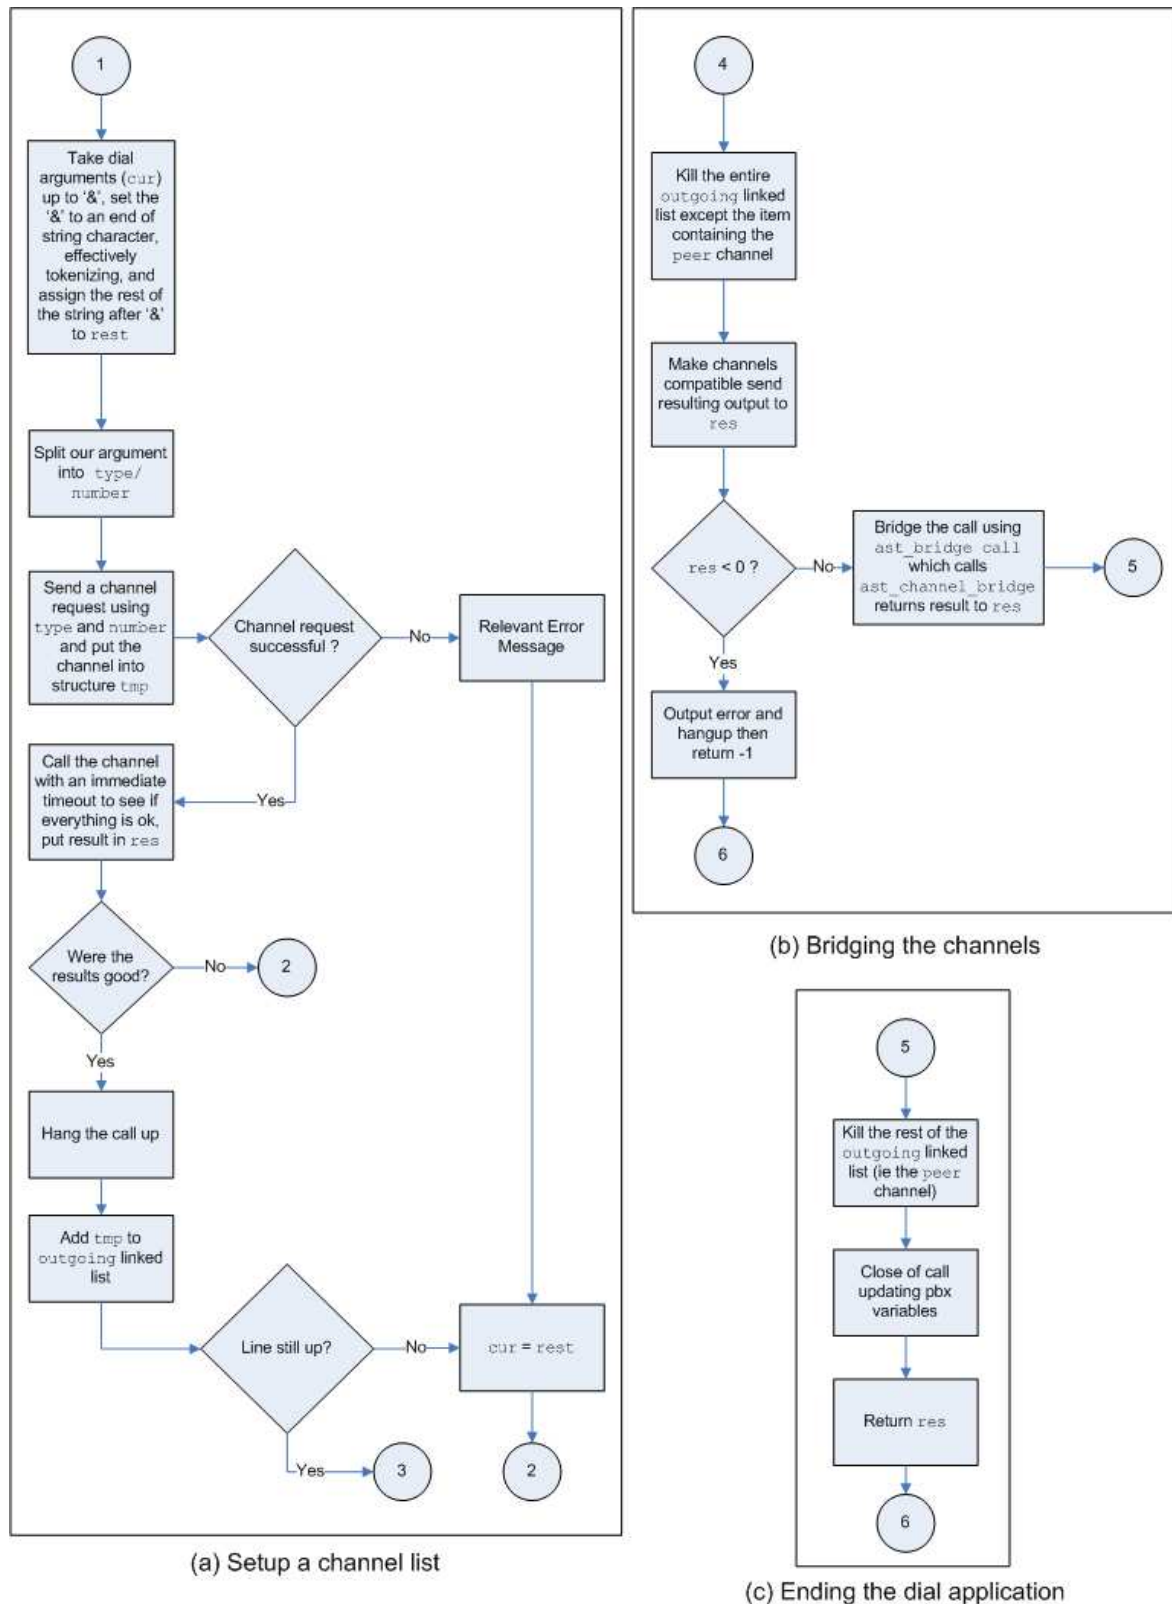 1
Take dial
arguments (cur)
up to ‘&’, set the
‘&’ to an end of
string character,
effectively
tokenizing, and
assign the rest of
the string after ‘&’
to rest
Split our argument
into type/
number
Send a channel
request using
type and number
and put the
channel into
structure tmp
Channel request
successful ?
No
Relevant Error
Message
Yes
Call the channel
with an immediate
timeout to see if
everything is ok,
put result in res
Were the
results good?
No
2
Yes
Hang the call up
Add tmp to
outgoing linked
list
Line still up?
No
cur = rest
Yes
3
2
(a) Setup a channel list
4
Kill the entire
outgoing linked
list except the item
containing the
peer channel
Make channels
compatible send
resulting output to
res
res < 0 ?
No
Bridge the call using
ast_bridge call
which calls
ast_channel_bridge
returns result to res
5
Yes
Output error and
hangup then
return -1
6
(b) Bridging the channels
5
Kill the rest of the
outgoing linked
list (ie the peer
channel)
Close of call
updating pbx
variables
Return res
6
(c) Ending the dial application